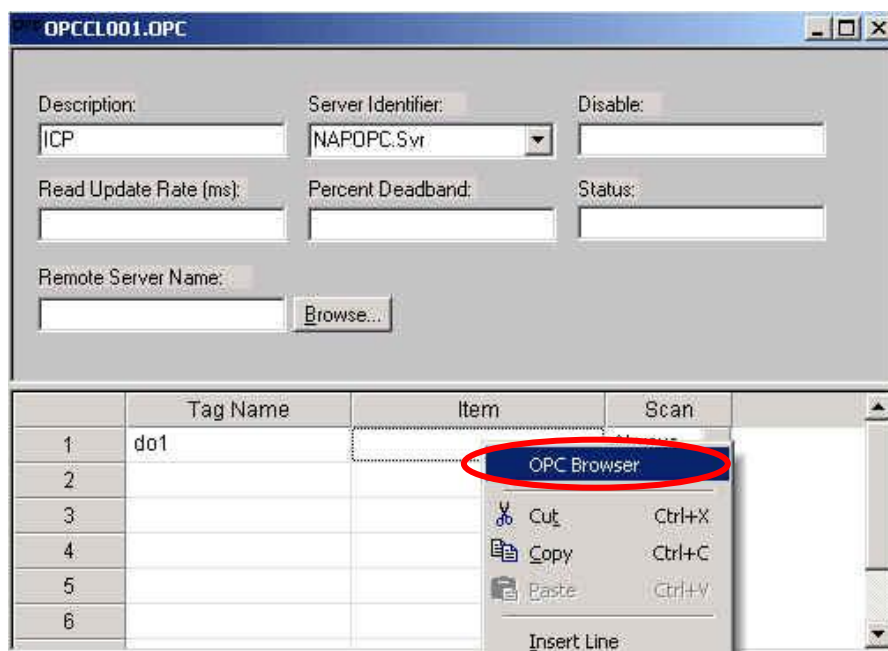 OPCCL001.OPC
Description: Server Identifier: Disable:
ICP NAPOPC.Svr
Read Update Rate (ms): Percent Deadband: Status:
Remote Server Name:
Browse...
Tag Name Item Scan
1 do1
OPC Browser
2
3 Cut Ctrl+X
4 Copy Ctrl+C
5 Paste Ctrl+V
6
Insert Line